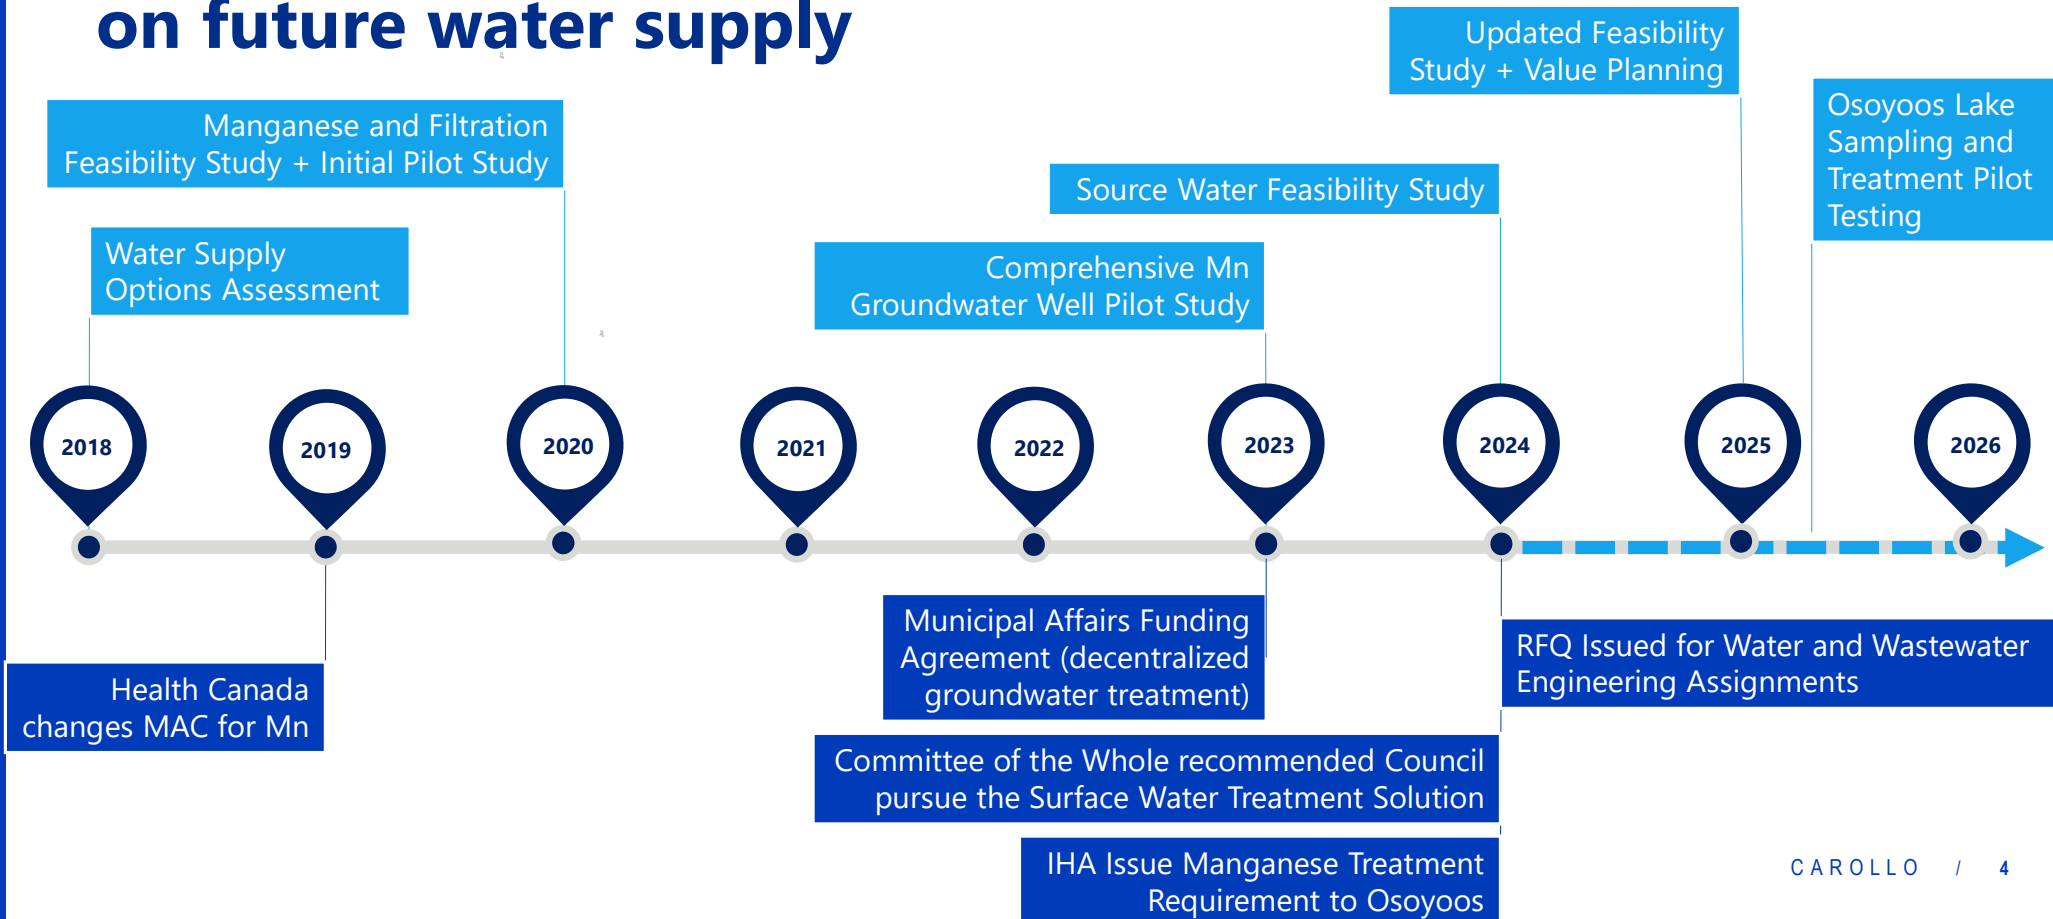 on future water supply
Updated Feasibility
Study + Value Planning
Osoyoos Lake
Sampling and
Treatment Pilot
Testing
Manganese and Filtration
Feasibility Study + Initial Pilot Study
Source Water Feasibility Study
Water Supply
Options Assessment
Comprehensive Mn
Groundwater Well Pilot Study
2018
2019
2020
2021
2022
2023
2024
2025
2026
Health Canada
changes MAC for Mn
Municipal Affairs Funding
Agreement (decentralized
groundwater treatment)
RFQ Issued for Water and Wastewater
Engineering Assignments
Committee of the Whole recommended Council
pursue the Surface Water Treatment Solution
IHA Issue Manganese Treatment
Requirement to Osoyoos
CAROLLO / 4